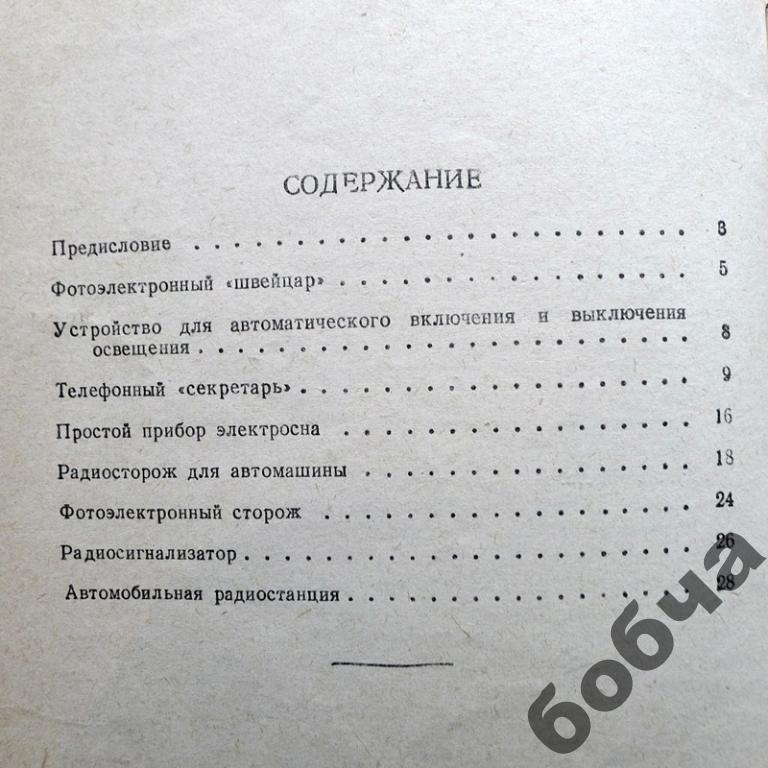 СОДЕРЖАНИЕ
Предисловие . . . . . . . . . . . . . . . . . . . . . 3
Фотоэлектронный «швейцар» . . . . . . . . . . . . . . . 5
Устройство для автоматического включения и выключения
освещения . . . . . . . . . . . . . . . . . . . . . 8
Телефонный «секретарь» . . . . . . . . . . . . . . . . 9
Простой прибор электросна . . . . . . . . . . . . . . . 16
Радиосторож для автомашины . . . . . . . . . . . . . . 18
Фотоэлектронный сторож . . . . . . . . . . . . . . . . 24
Радиосигнализатор . . . . . . . . . . . . . . . . . . 26
Автомобильная радиостанция . . . . . . . . . . . . . . 28
бобча